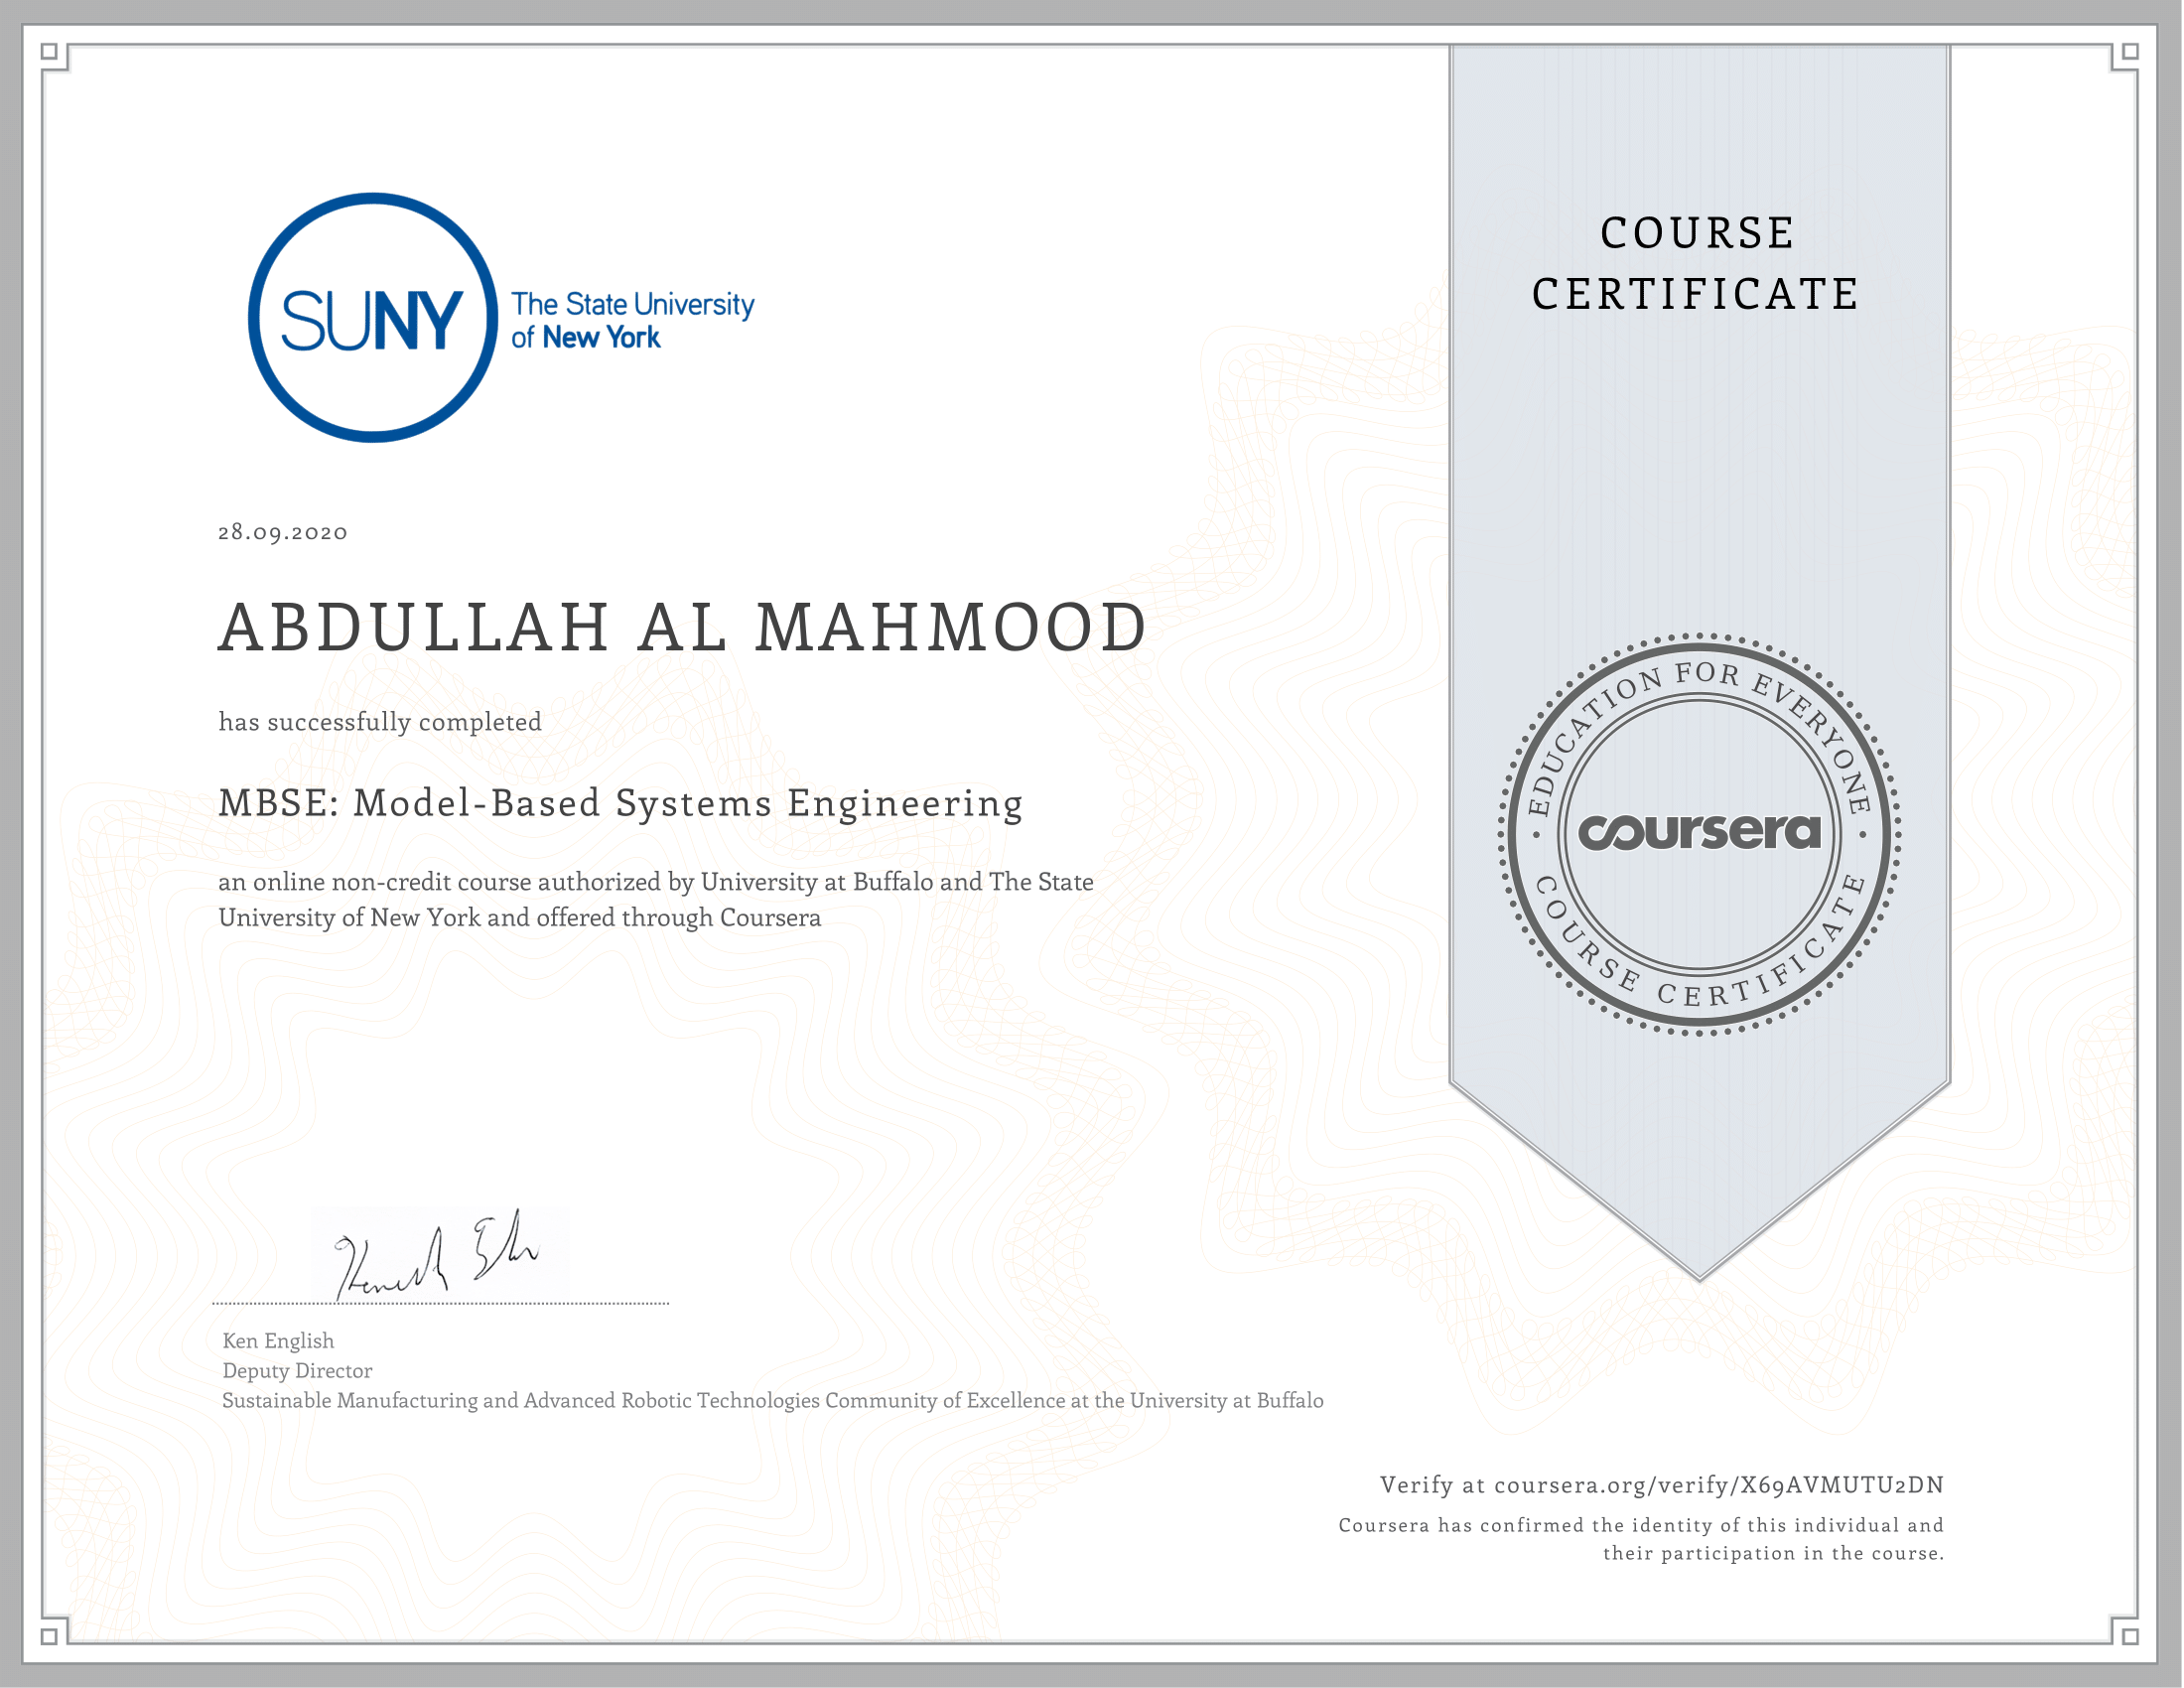 SUNY
The State University
of New York
COURSE
CERTIFICATE
28.09.2020
ABDULLAH AL MAHMOOD
has successfully completed
MBSE: Model-Based Systems Engineering
an online non-credit course authorized by University at Buffalo and The State
University of New York and offered through Coursera
EDUCATION FOR EVERYONE
coursera
COURSE CERTIFICATE
Ken English
Deputy Director
Sustainable Manufacturing and Advanced Robotic Technologies Community of Excellence at the University at Buffalo
Verify at coursera.org/verify/X69AVMUTU2DN
Coursera has confirmed the identity of this individual and
their participation in the course.